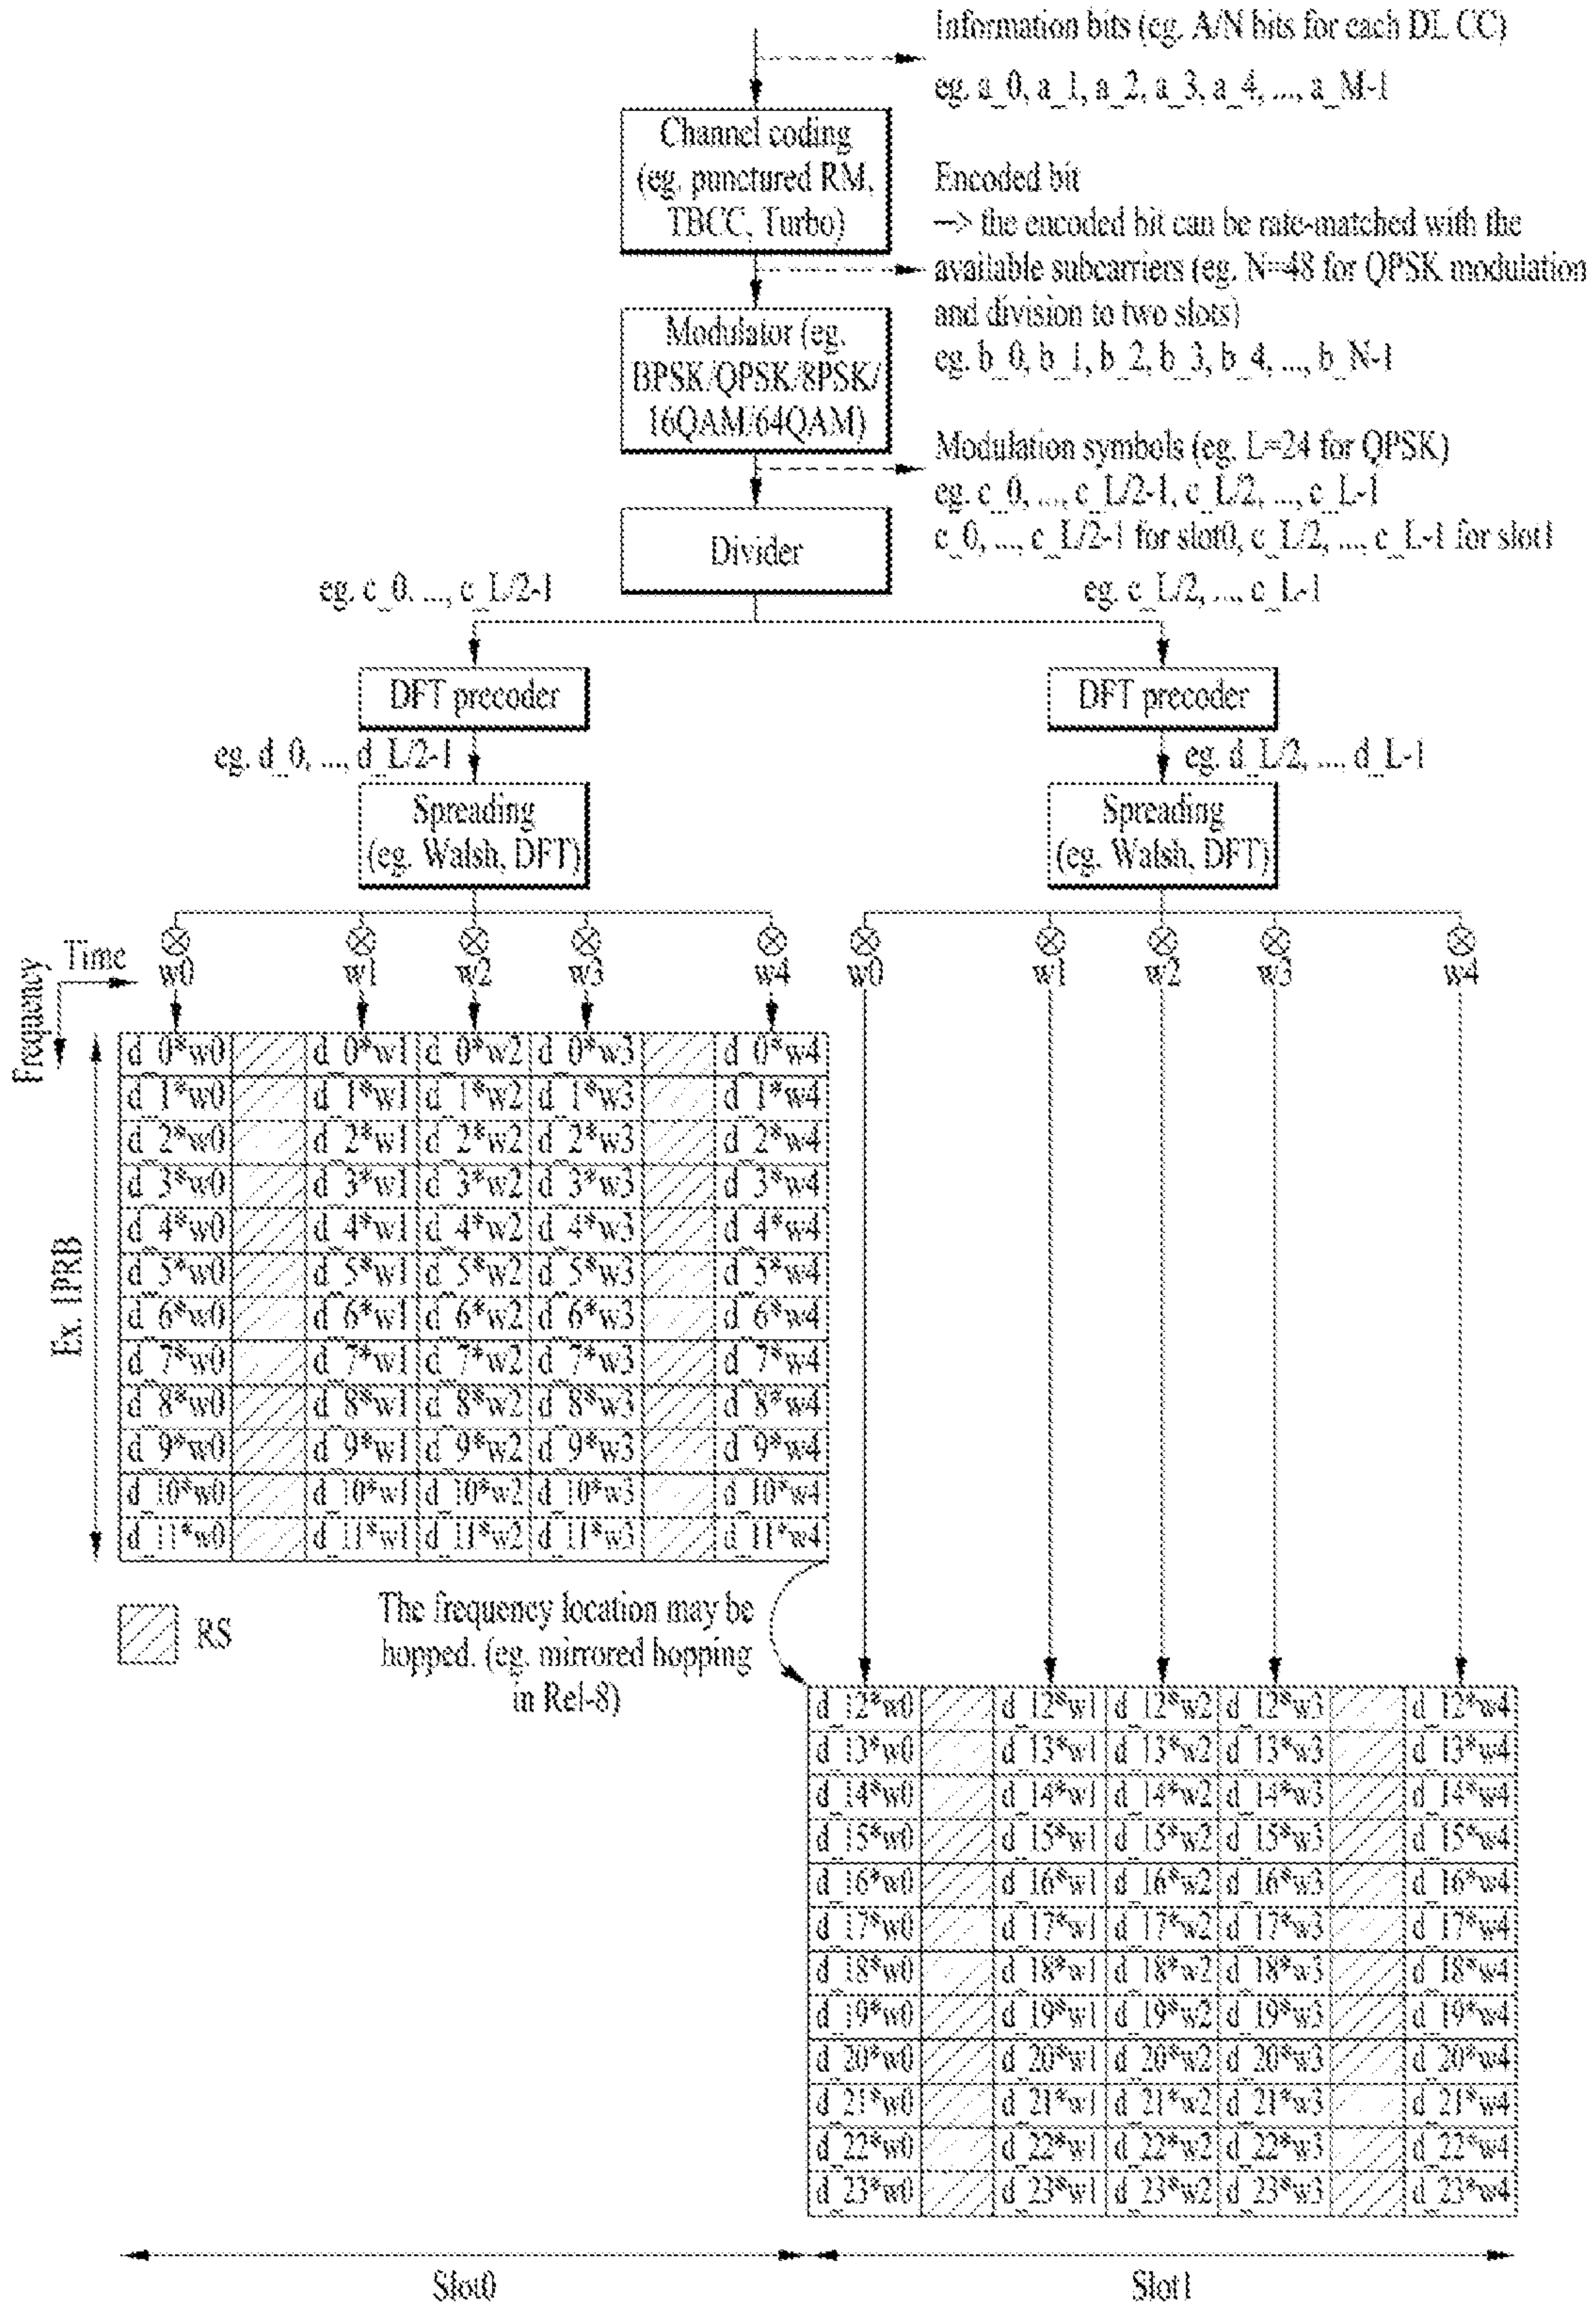 Information bits (eg. A/N bits for each DL CC)
eg. a_0, a_1, a_2, a_3, a_4, ..., a_M-1
Channel coding
(eg. punctured RM,
TBCC, Turbo)
Encoded bit
—> the encoded bit can be rate-matched with the
available subcarriers (eg. N=48 for QPSK modulation
and division to two slots)
eg. b_0, b_1, b_2, b_3, b_4, ..., b_N-1
Modulator (eg.
BPSK/QPSK/8PSK/
16QAM/64QAM)
Modulation symbols (eg. L=24 for QPSK)
eg. c_0, ..., c_L/2-1, c_L/2, ..., c_L-1
c_0, ..., c_L/2-1 for slot0, c_L/2, ..., c_L-1 for slot1
Divider
eg. c_0. ..., c_L/2-1
eg. c_L/2, ..., c_L-1
DFT precoder
DFT precoder
eg. d_0, ..., d_L/2-1
eg. d_L/2, ..., d_L-1
Spreading
(eg. Walsh, DFT)
Spreading
(eg. Walsh, DFT)
Time
Frequency
w0 w1 w2 w3 w4 w0 w1 w2 w3 w4
d_0*w0 d_0*w1 d_0*w2 d_0*w3 d_0*w4
d_1*w0 d_1*w1 d_1*w2 d_1*w3 d_1*w4
d_2*w0 d_2*w1 d_2*w2 d_2*w3 d_2*w4
d_3*w0 d_3*w1 d_3*w2 d_3*w3 d_3*w4
d_4*w0 d_4*w1 d_4*w2 d_4*w3 d_4*w4
d_5*w0 d_5*w1 d_5*w2 d_5*w3 d_5*w4
d_6*w0 d_6*w1 d_6*w2 d_6*w3 d_6*w4
d_7*w0 d_7*w1 d_7*w2 d_7*w3 d_7*w4
d_8*w0 d_8*w1 d_8*w2 d_8*w3 d_8*w4
d_9*w0 d_9*w1 d_9*w2 d_9*w3 d_9*w4
d_10*w0 d_10*w1 d_10*w2 d_10*w3 d_10*w4
d_11*w0 d_11*w1 d_11*w2 d_11*w3 d_11*w4
Ex. 1PRB
RS
The frequency location may be
hopped. (eg. mirrored hopping
in Rel-8)
d_12*w0 d_12*w1 d_12*w2 d_12*w3 d_12*w4
d_13*w0 d_13*w1 d_13*w2 d_13*w3 d_13*w4
d_14*w0 d_14*w1 d_14*w2 d_14*w3 d_14*w4
d_15*w0 d_15*w1 d_15*w2 d_15*w3 d_15*w4
d_16*w0 d_16*w1 d_16*w2 d_16*w3 d_16*w4
d_17*w0 d_17*w1 d_17*w2 d_17*w3 d_17*w4
d_18*w0 d_18*w1 d_18*w2 d_18*w3 d_18*w4
d_19*w0 d_19*w1 d_19*w2 d_19*w3 d_19*w4
d_20*w0 d_20*w1 d_20*w2 d_20*w3 d_20*w4
d_21*w0 d_21*w1 d_21*w2 d_21*w3 d_21*w4
d_22*w0 d_22*w1 d_22*w2 d_22*w3 d_22*w4
d_23*w0 d_23*w1 d_23*w2 d_23*w3 d_23*w4
Slot0
Slot1